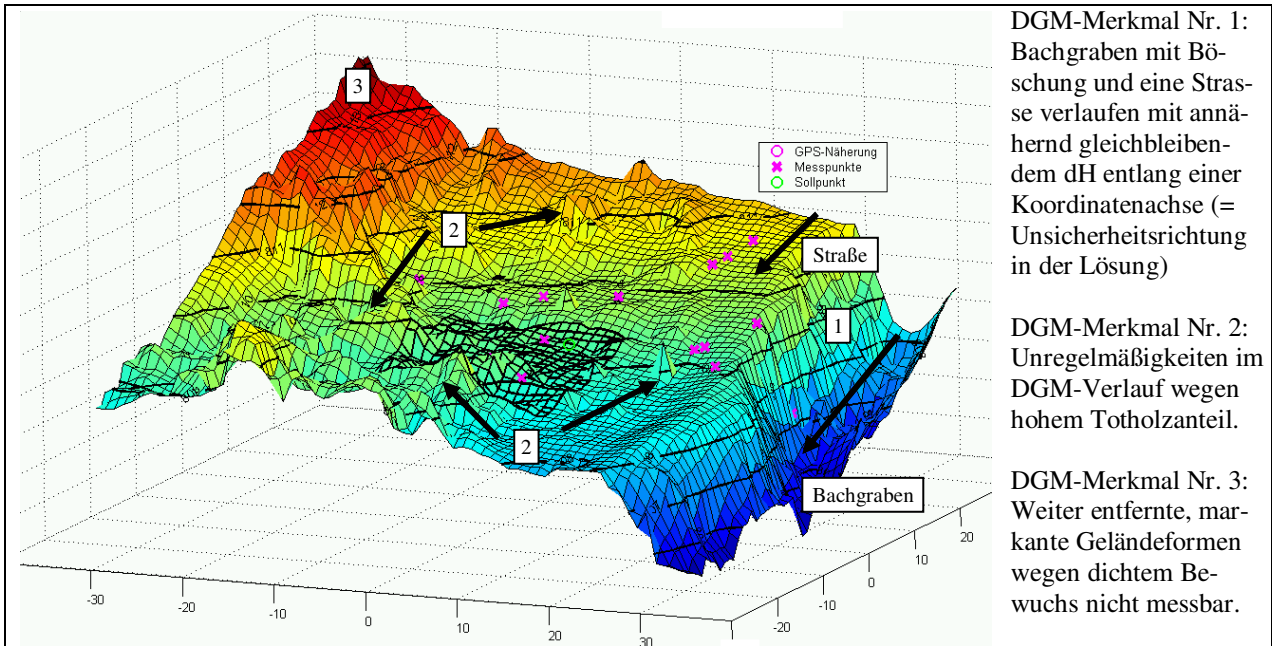 3
GPS-Näherung
Messpunkte
Sollpunkt
2
Straße
1
2
Bachgraben
-30
-20
-10
0
10
20
30
-20
-10
0
10
20
DGM-Merkmal Nr. 1:
Bachgraben mit Bö-
schung und eine Stras-
se verlaufen mit annä-
hernd gleichbleiben-
dem dH entlang einer
Koordinatenachse (=
Unsicherheitsrichtung
in der Lösung)
DGM-Merkmal Nr. 2:
Unregelmäßigkeiten im
DGM-Verlauf wegen
hohem Totholzanteil.
DGM-Merkmal Nr. 3:
Weiter entfernte, mar-
kante Geländeformen
wegen dichtem Be-
wuchs nicht messbar.